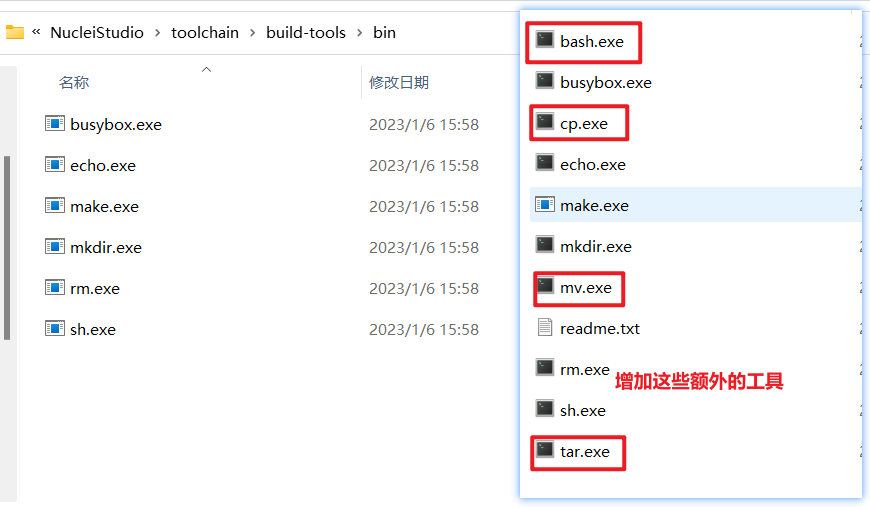 « NucleiStudio › toolchain › build-tools › bin
名称 修改日期
busybox.exe 2023/1/6 15:58
echo.exe 2023/1/6 15:58
make.exe 2023/1/6 15:58
mkdir.exe 2023/1/6 15:58
rm.exe 2023/1/6 15:58
sh.exe 2023/1/6 15:58
bash.exe
busybox.exe
cp.exe
echo.exe
make.exe
mkdir.exe
mv.exe
readme.txt
rm.exe
增加这些额外的工具
sh.exe
tar.exe